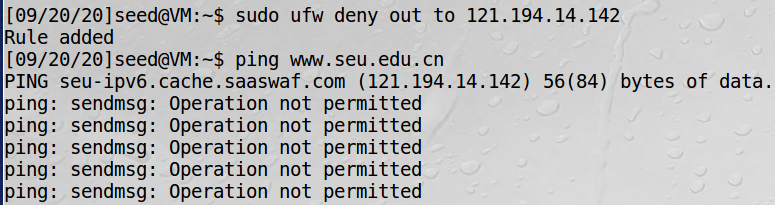 [09/20/20]seed@VM:~$ sudo ufw deny out to 121.194.14.142
Rule added
[09/20/20]seed@VM:~$ ping www.seu.edu.cn
PING seu-ipv6.cache.saaswaf.com (121.194.14.142) 56(84) bytes of data.
ping: sendmsg: Operation not permitted
ping: sendmsg: Operation not permitted
ping: sendmsg: Operation not permitted
ping: sendmsg: Operation not permitted
ping: sendmsg: Operation not permitted